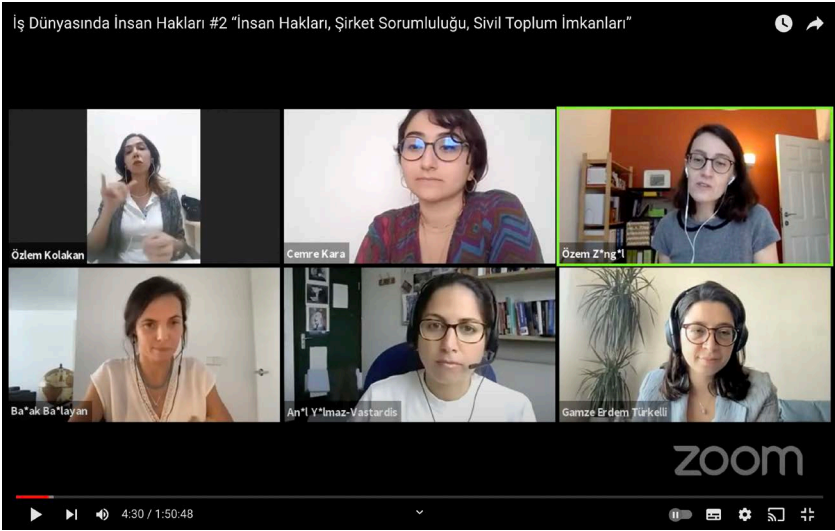 İş Dünyasında İnsan Hakları #2 “İnsan Hakları, Şirket Sorumluluğu, Sivil Toplum İmkanları”
Özlem Kolakan
Cemre Kara
Özem Z*ng*l
Ba*ak Ba*layan
An*l Y*lmaz-Vastardis
Gamze Erdem Türkelli
zoom
4:30 / 1:50:48